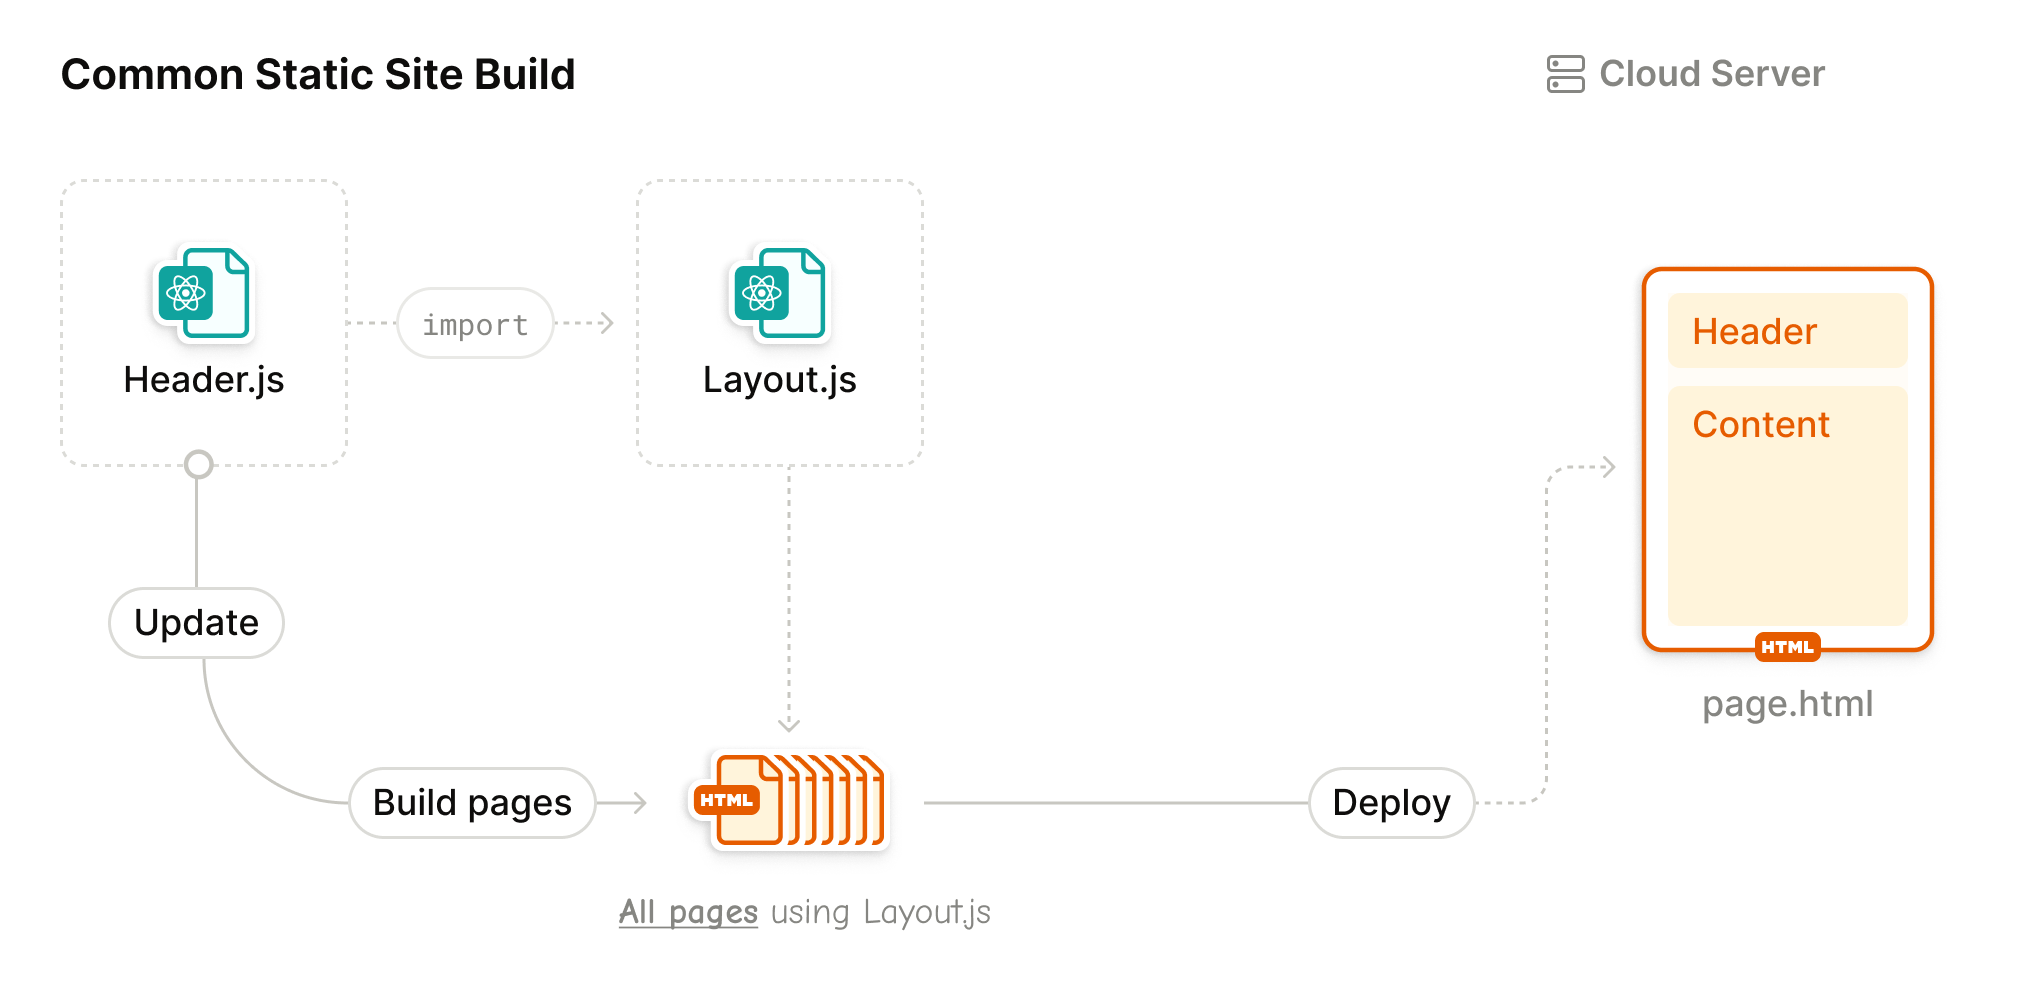 Common Static Site Build
Cloud Server
Header.js
import
Layout.js
Header
Content
HTML
page.html
Update
Build pages
HTML
Deploy
All pages using Layout.js